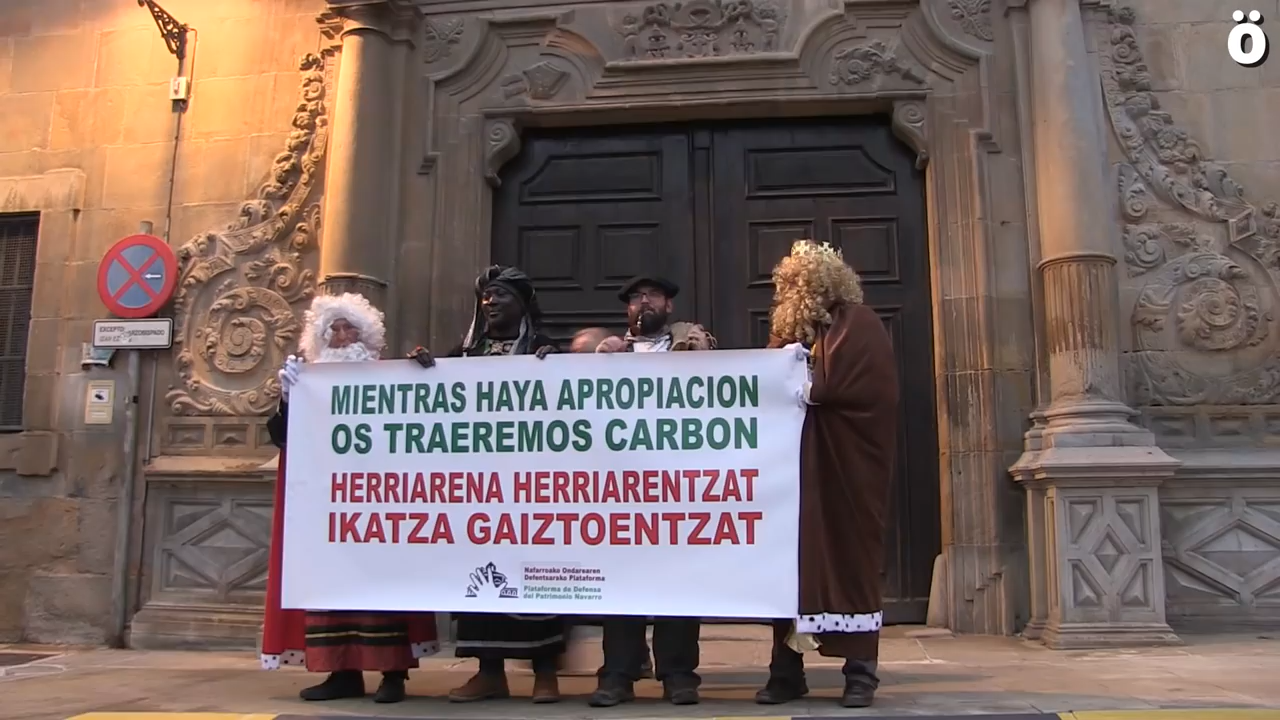 ö
EXCEPTO ARZOBISPADO
MIENTRAS HAYA APROPIACION
OS TRAEREMOS CARBON
HERRIARENA HERRIARENTZAT
IKATZA GAIZTOENTZAT
Nafarroako Ondarearen
Defentsarako Plataforma
Plataforma de Defensa
del Patrimonio Navarro